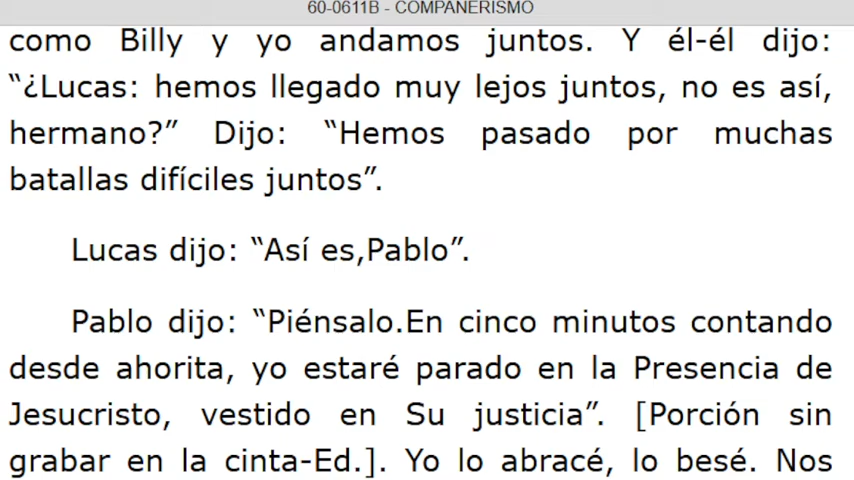 60-0611B - COMPANERISMO
como Billy y yo andamos juntos. Y él-él dijo:
“¿Lucas: hemos llegado muy lejos juntos, no es así,
hermano?” Dijo: “Hemos pasado por muchas
batallas difíciles juntos”.
Lucas dijo: “Así es,Pablo”.
Pablo dijo: “Piénsalo.En cinco minutos contando
desde ahorita, yo estaré parado en la Presencia de
Jesucristo, vestido en Su justicia”. [Porción sin
grabar en la cinta-Ed.]. Yo lo abracé, lo besé. Nos